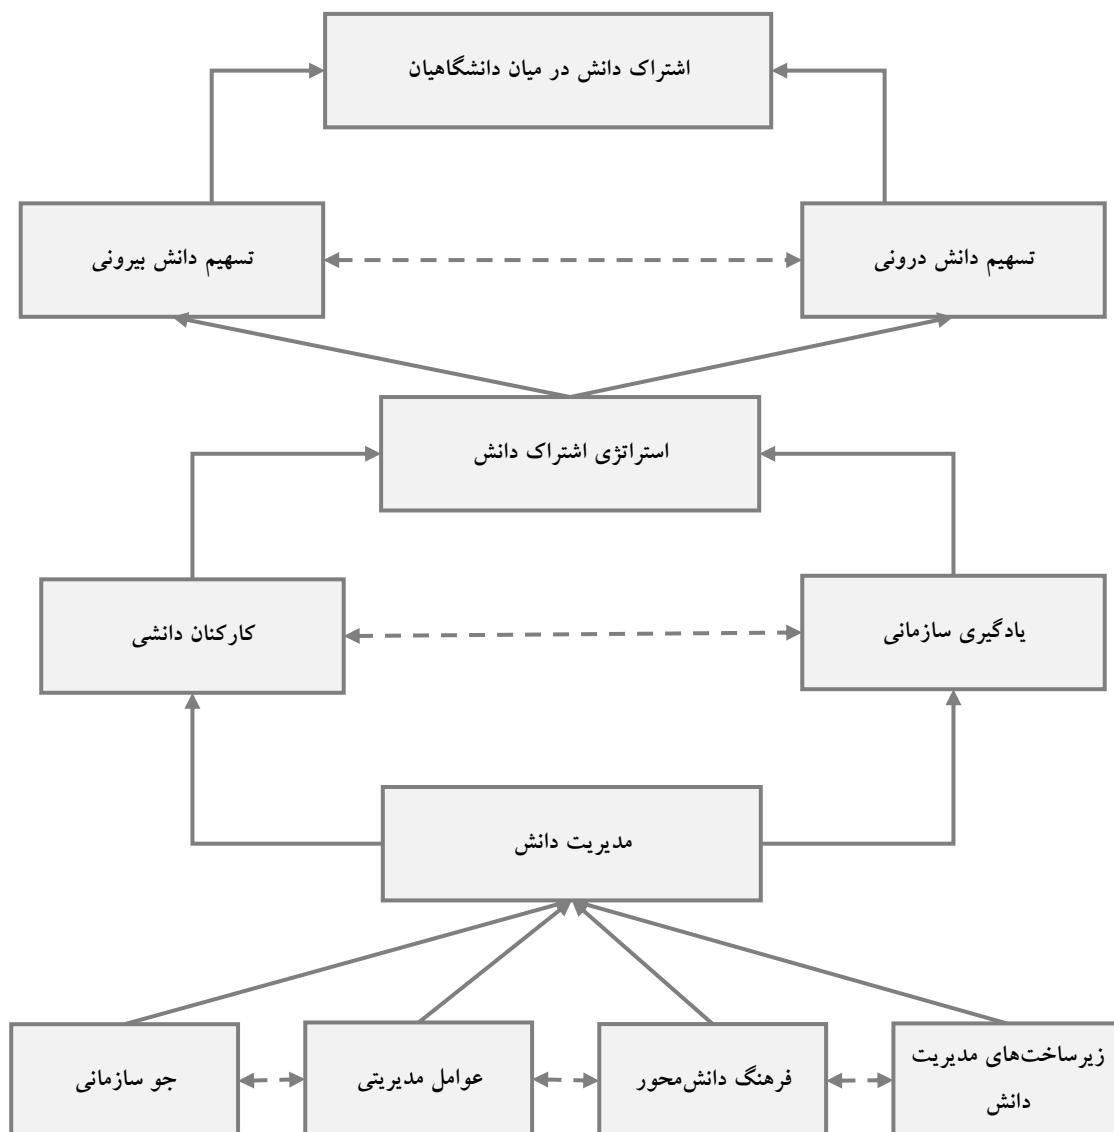 اشتراک دانش در میان دانشگاهیان
تسهیم دانش درونی
تسهیم دانش بیرونی
استراتژی اشتراک دانش
یادگیری سازمانی
کارکنان دانشی
مدیریت دانش
زیرساخت‌های مدیریت
دانش
فرهنگ دانش‌محور
عوامل مدیریتی
جو سازمانی